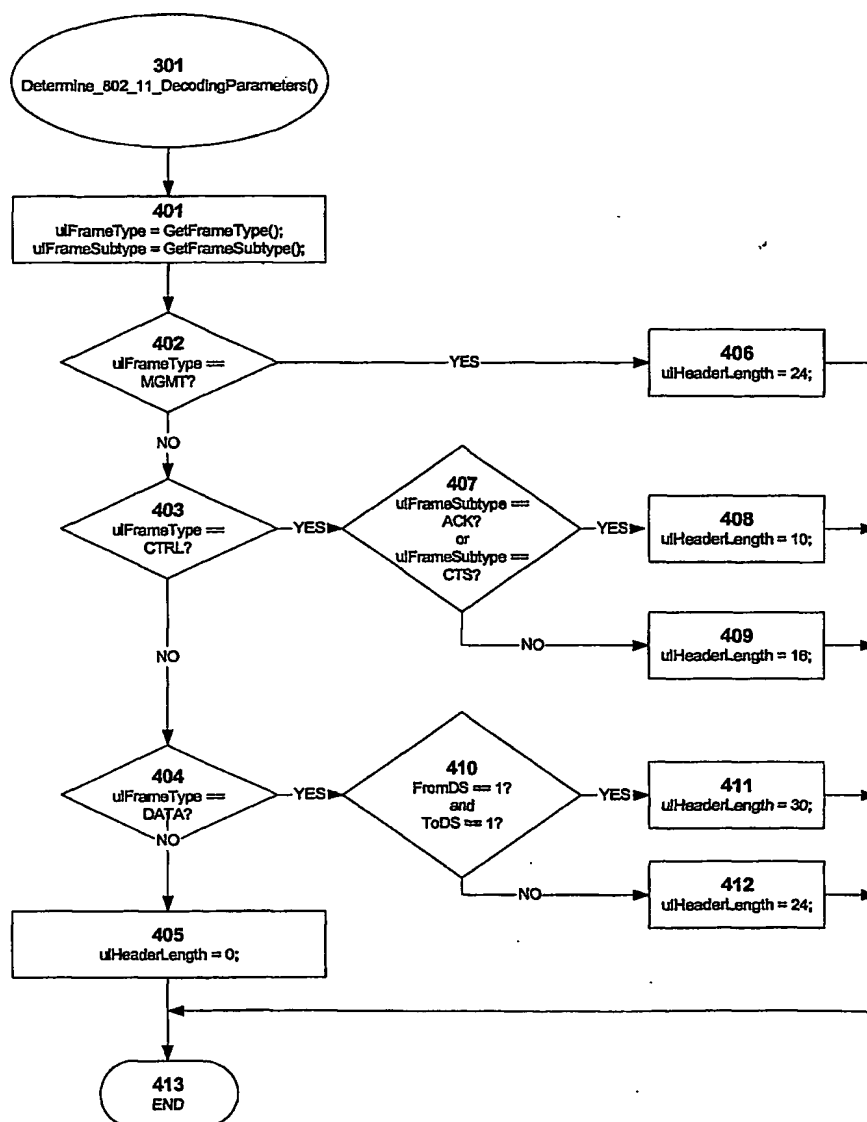 301
Determine_802_11_DecodingParameters()
401
ulFrameType = GetFrameType();
ulFrameSubtype = GetFrameSubtype();
402
ulFrameType ==
MGMT?
YES
406
ulHeaderLength = 24;
NO
403
ulFrameType ==
CTRL?
YES
407
ulFrameSubtype ==
ACK?
or
ulFrameSubtype ==
CTS?
YES
408
ulHeaderLength = 10;
NO
409
ulHeaderLength = 16;
NO
404
ulFrameType ==
DATA?
NO
YES
410
FromDS == 1?
and
ToDS == 1?
YES
411
ulHeaderLength = 30;
NO
412
ulHeaderLength = 24;
405
ulHeaderLength = 0;
413
END